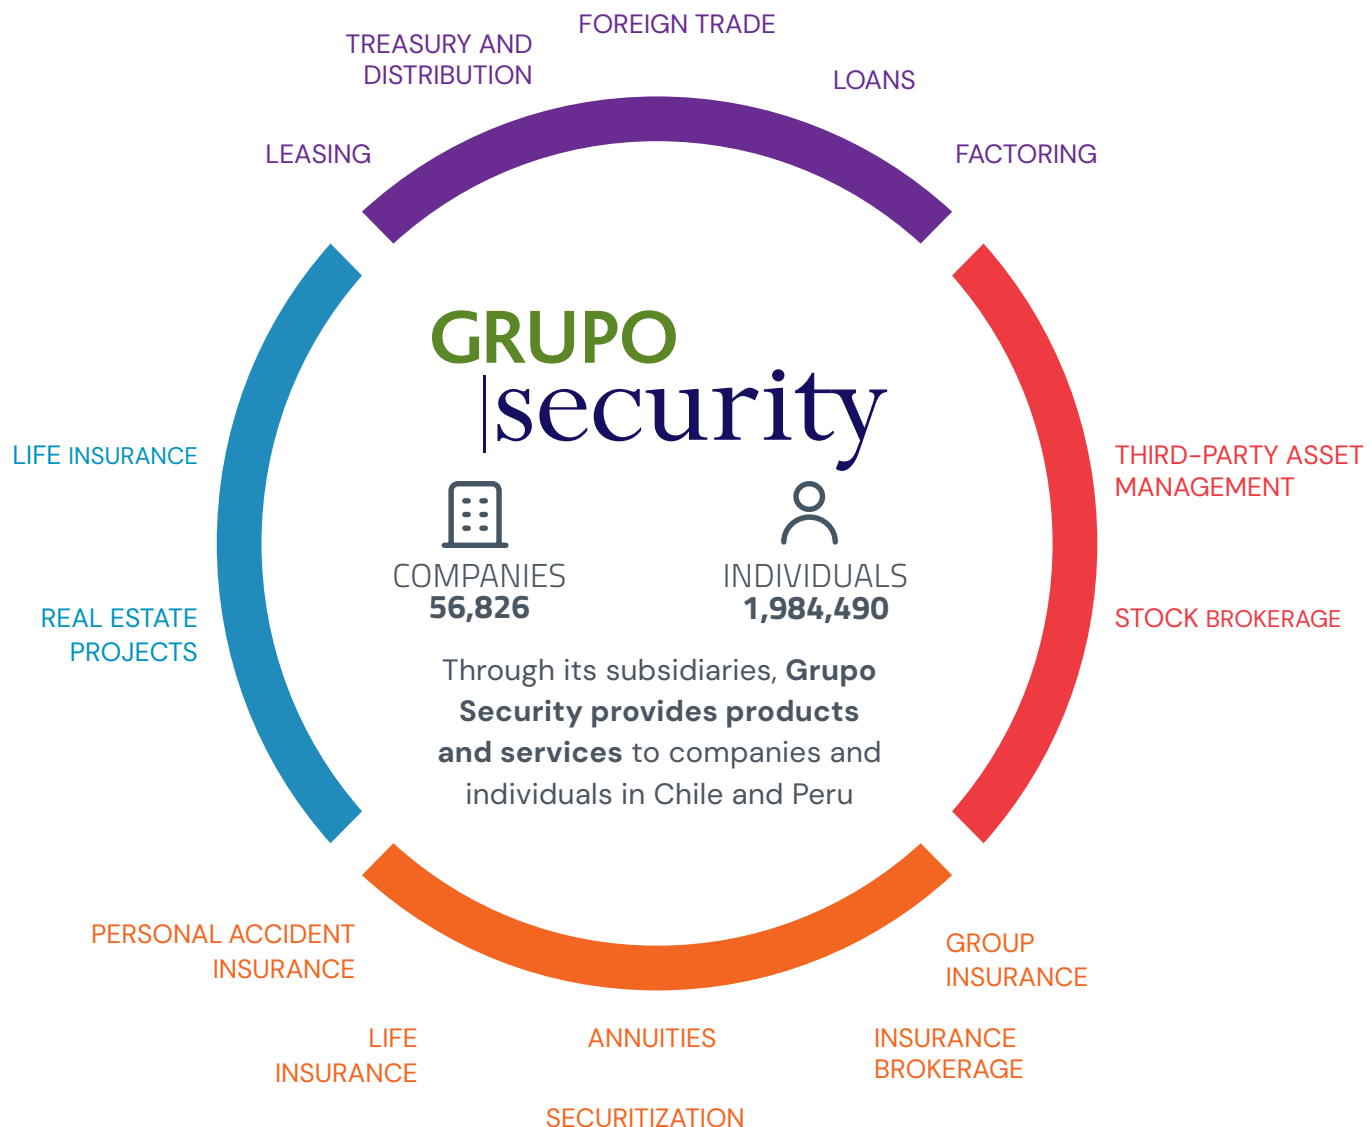 FOREIGN TRADE
TREASURY AND
DISTRIBUTION
LOANS
LEASING
FACTORING
GRUPO
security
LIFE INSURANCE
THIRD-PARTY ASSET
MANAGEMENT
COMPANIES
56,826
INDIVIDUALS
1,984,490
REAL ESTATE
PROJECTS
STOCK BROKERAGE
Through its subsidiaries, Grupo
Security provides products
and services to companies and
individuals in Chile and Peru
PERSONAL ACCIDENT
INSURANCE
GROUP
INSURANCE
LIFE
INSURANCE
ANNUITIES
INSURANCE
BROKERAGE
SECURITIZATION